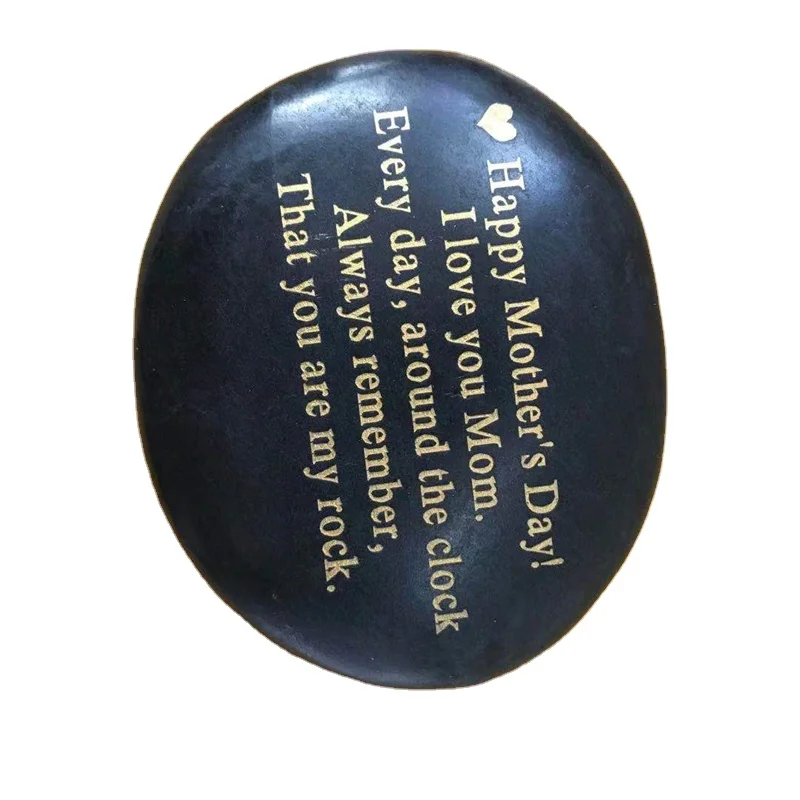 Happy Mother's Day!
I love you Mom.
Every day, around the clock
Always remember,
That you are my rock.